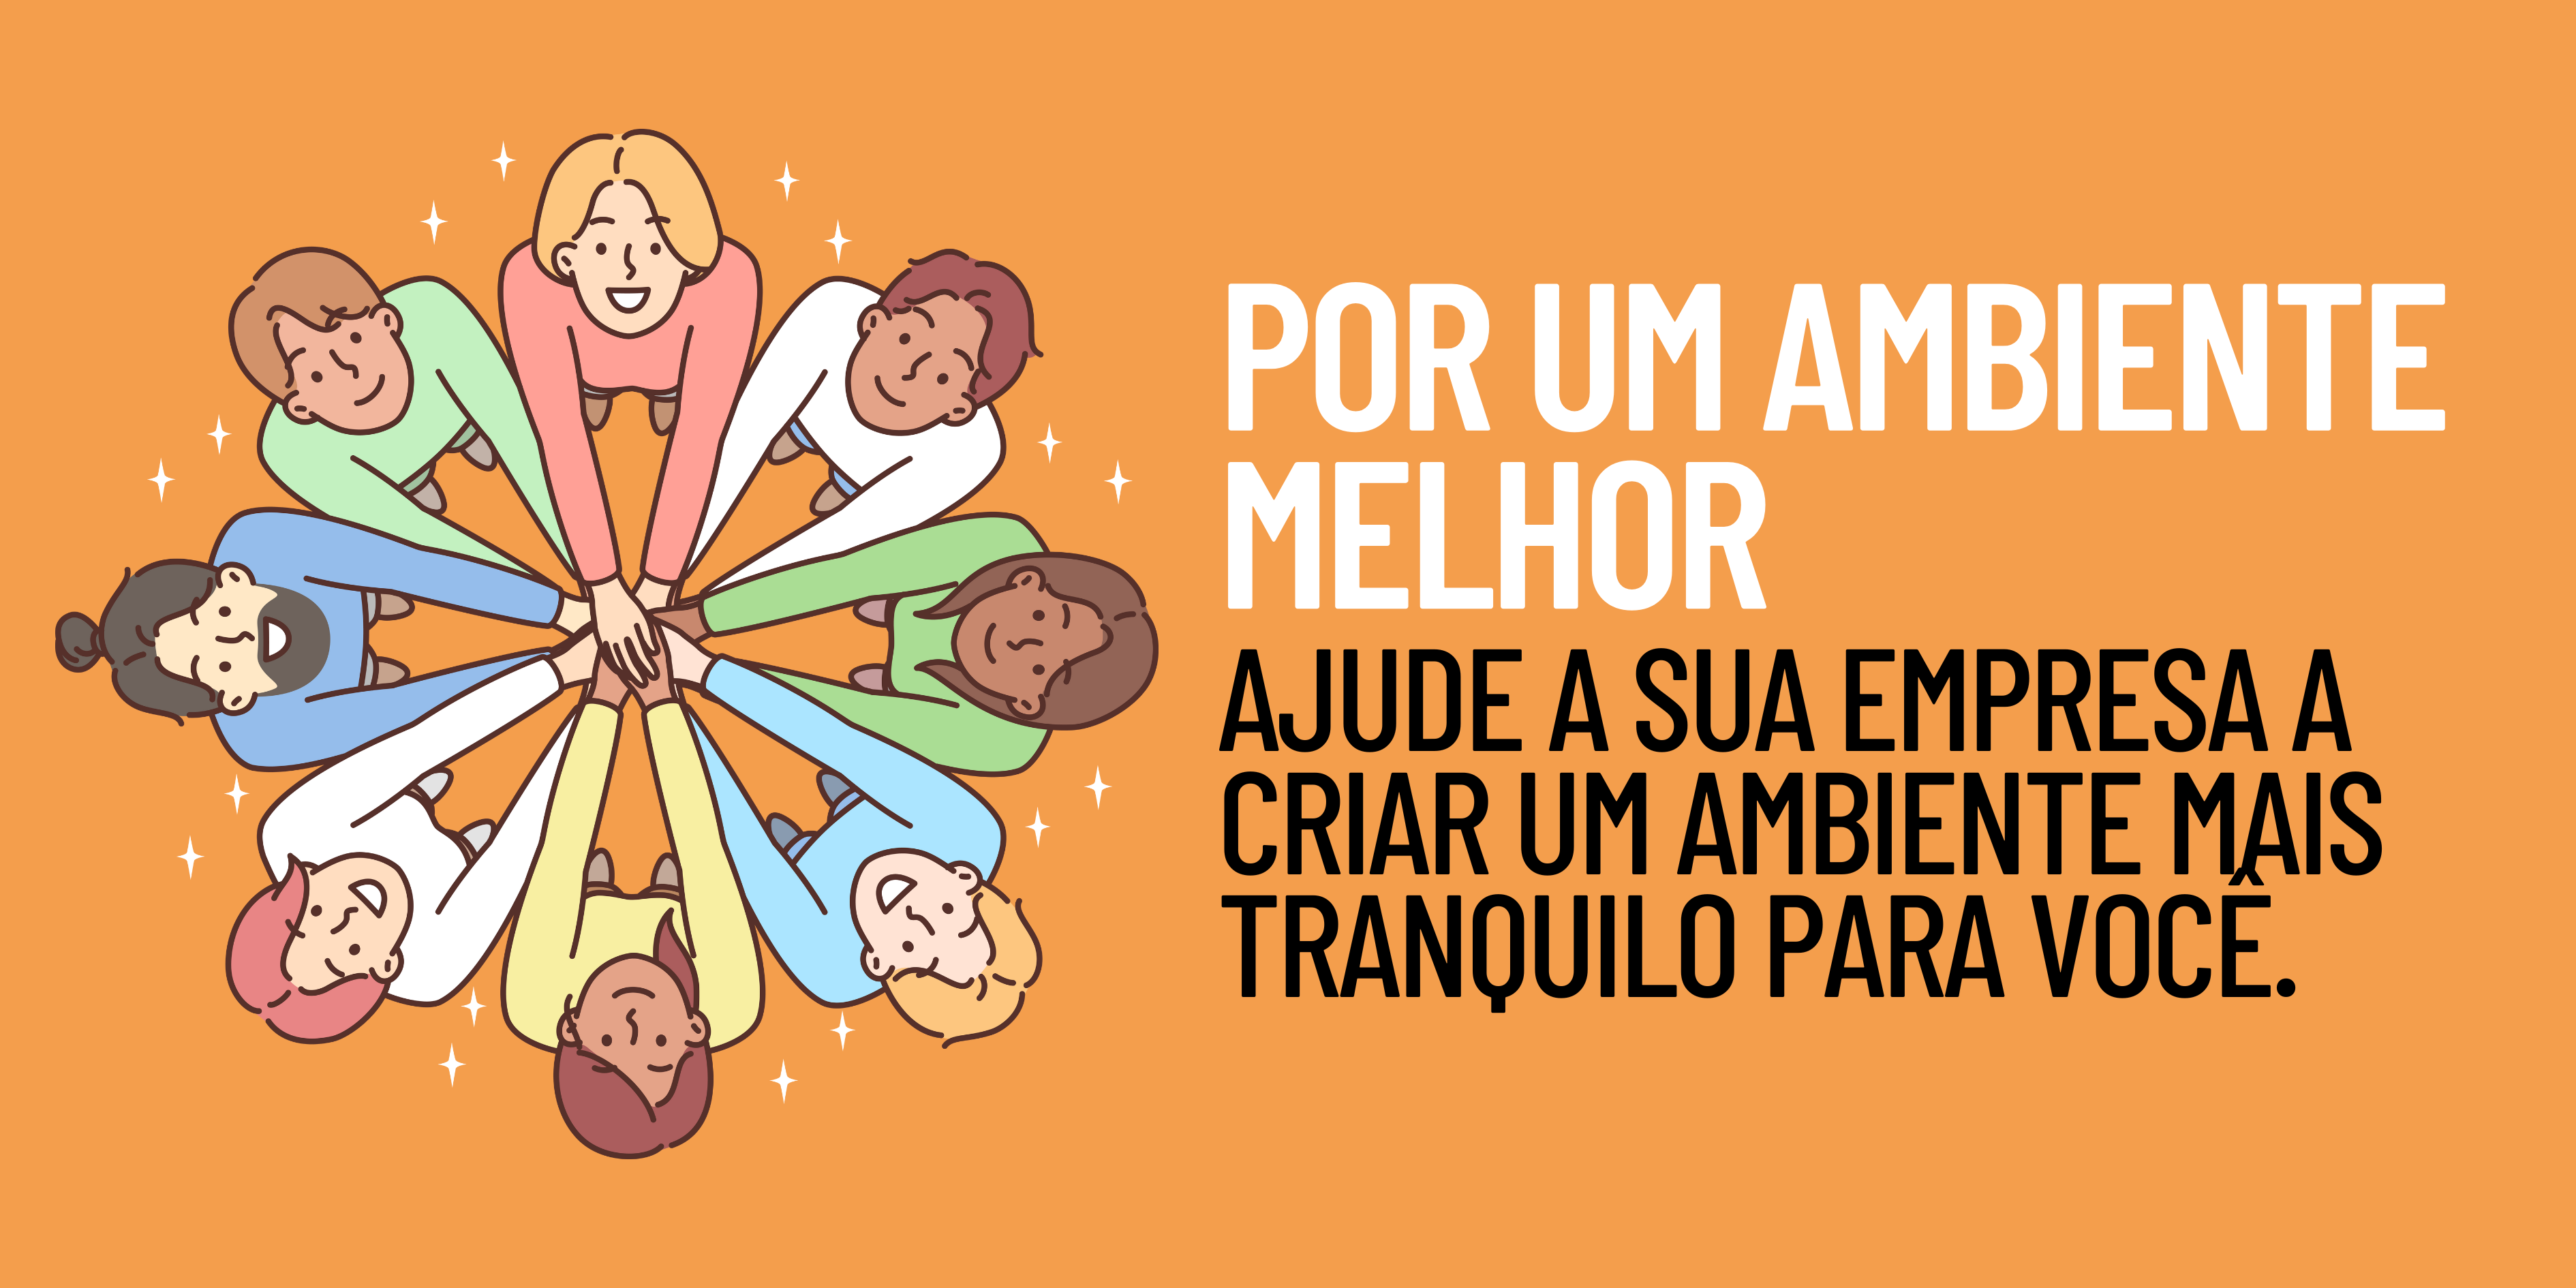 POR UM AMBIENTE
MELHOR
AJUDE A SUA EMPRESA A
CRIAR UM AMBIENTE MAIS
TRANQUILO PARA VOCÊ.